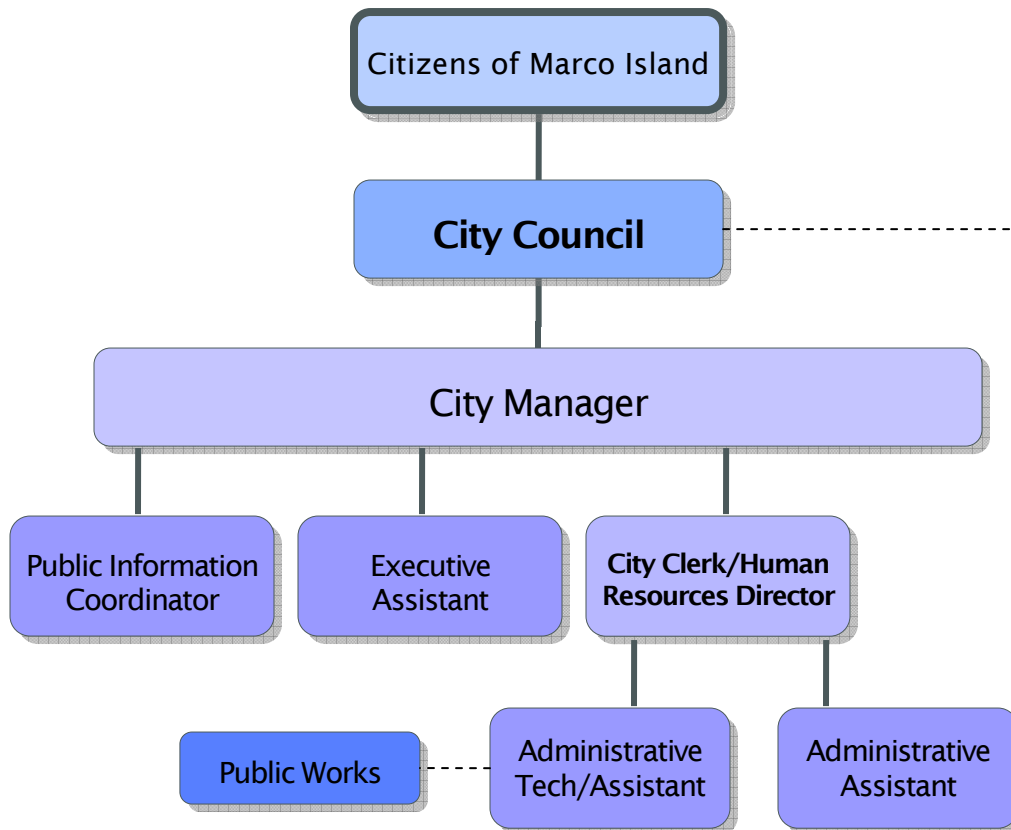 Citizens of Marco Island
City Council
City Manager
Public Information
Coordinator
Executive
Assistant
City Clerk/Human
Resources Director
Public Works
Administrative
Tech/Assistant
Administrative
Assistant